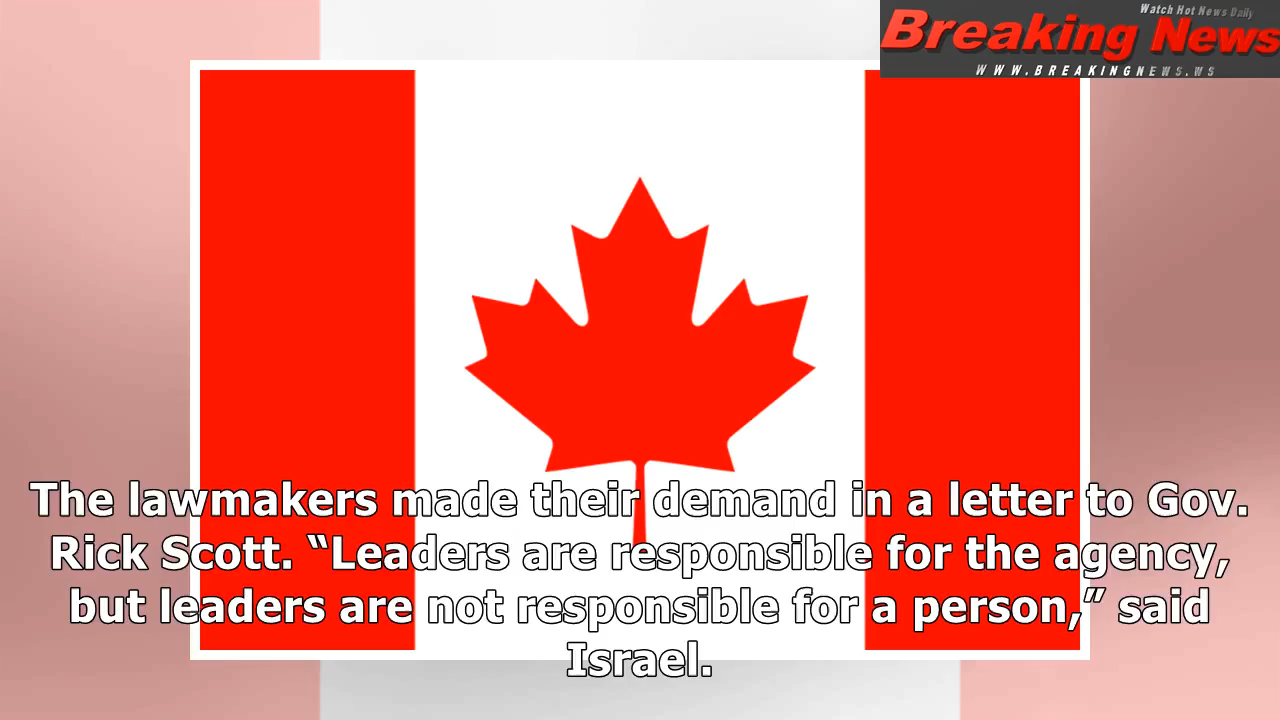 Watch Hot News Daily
Breaking News
WWW.BREAKINGNEWS.WS
The lawmakers made their demand in a letter to Gov.
Rick Scott. “Leaders are responsible for the agency,
but leaders are not responsible for a person,” said
Israel.